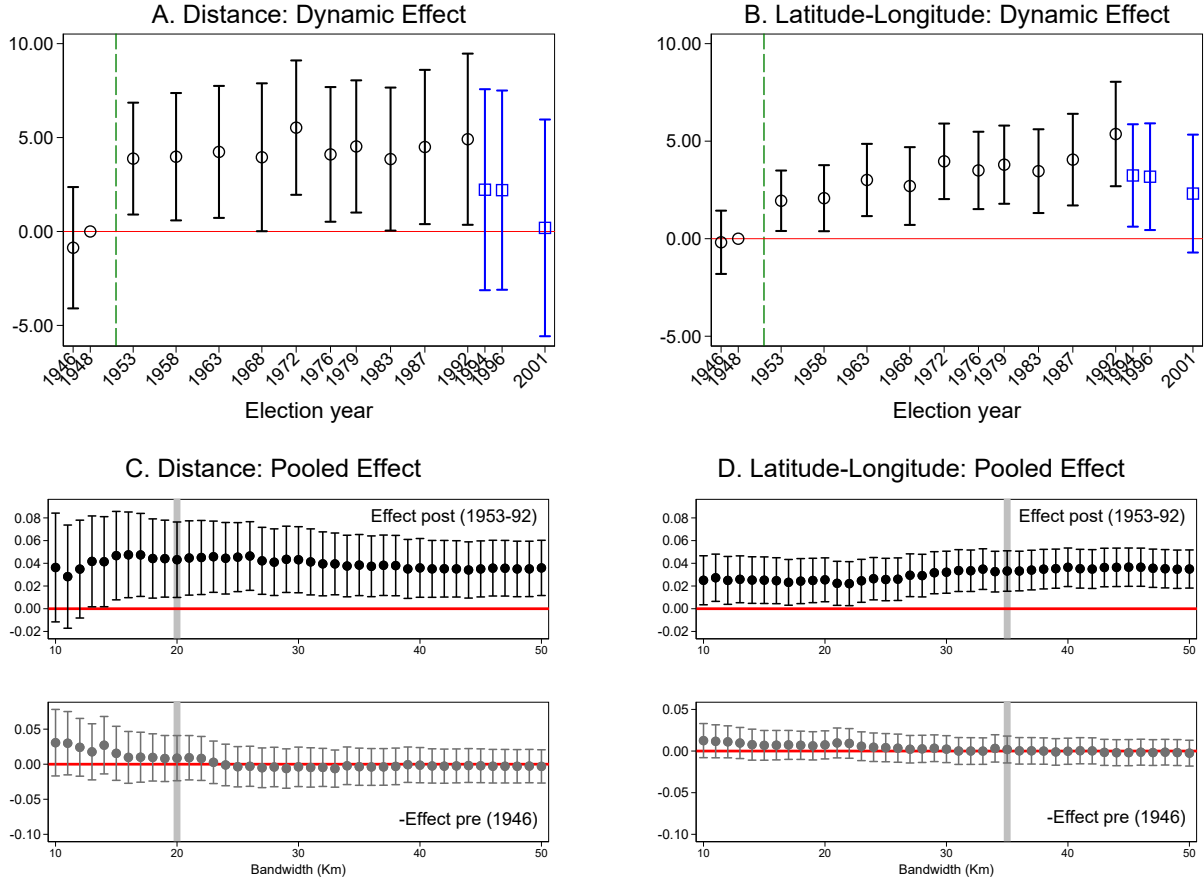 A. Distance: Dynamic Effect
10.00
5.00
0.00
-5.00
1946 1948 1953 1958 1963 1968 1972 1976 1979 1983 1987 1992 1994 1996 2001
Election year
B. Latitude-Longitude: Dynamic Effect
10.00
5.00
0.00
-5.00
1946 1948 1953 1958 1963 1968 1972 1976 1979 1983 1987 1992 1994 1996 2001
Election year
C. Distance: Pooled Effect
Effect post (1953-92)
0.08
0.06
0.04
0.02
0.00
-0.02
10 20 30 40 50
0.05
0.00
-0.05
-0.10
-Effect pre (1946)
10 20 30 40 50
Bandwidth (Km)
D. Latitude-Longitude: Pooled Effect
Effect post (1953-92)
0.08
0.06
0.04
0.02
0.00
-0.02
10 20 30 40 50
0.05
0.00
-0.05
-0.10
-Effect pre (1946)
10 20 30 40 50
Bandwidth (Km)